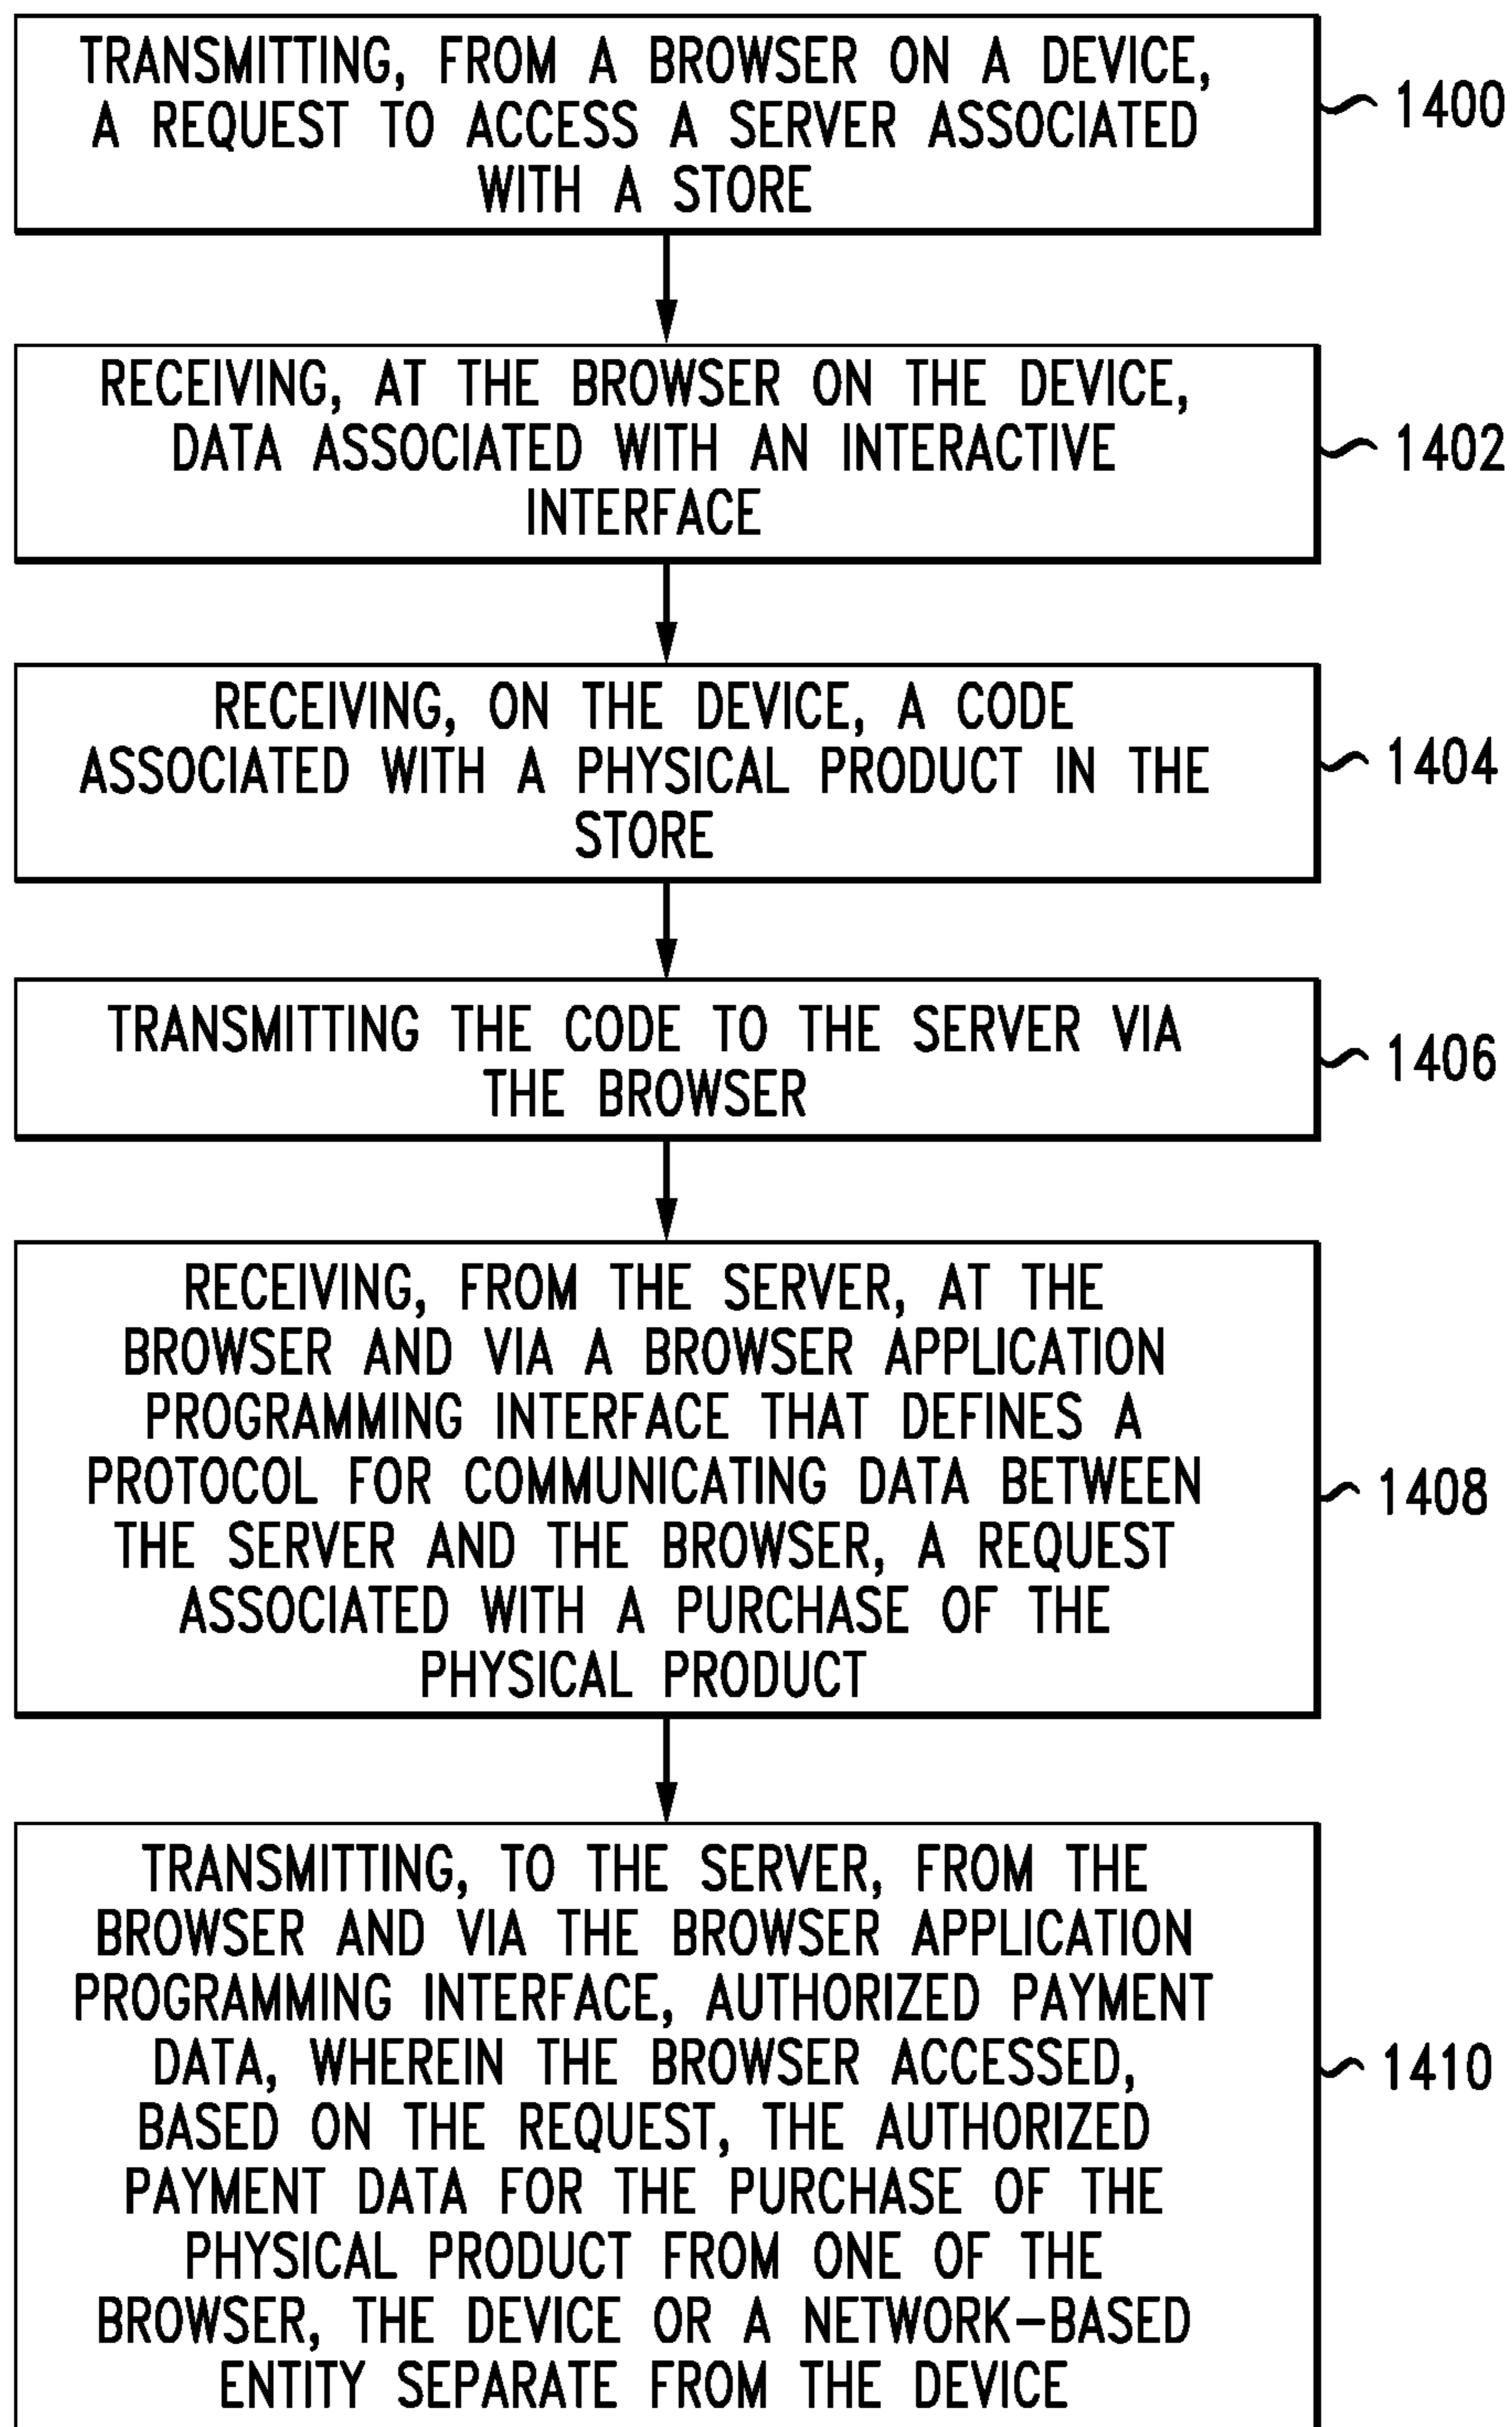 TRANSMITTING, FROM A BROWSER ON A DEVICE,
A REQUEST TO ACCESS A SERVER ASSOCIATED
WITH A STORE
1400
RECEIVING, AT THE BROWSER ON THE DEVICE,
DATA ASSOCIATED WITH AN INTERACTIVE
INTERFACE
1402
RECEIVING, ON THE DEVICE, A CODE
ASSOCIATED WITH A PHYSICAL PRODUCT IN THE
STORE
1404
TRANSMITTING THE CODE TO THE SERVER VIA
THE BROWSER
1406
RECEIVING, FROM THE SERVER, AT THE
BROWSER AND VIA A BROWSER APPLICATION
PROGRAMMING INTERFACE THAT DEFINES A
PROTOCOL FOR COMMUNICATING DATA BETWEEN
THE SERVER AND THE BROWSER, A REQUEST
ASSOCIATED WITH A PURCHASE OF THE
PHYSICAL PRODUCT
1408
TRANSMITTING, TO THE SERVER, FROM THE
BROWSER AND VIA THE BROWSER APPLICATION
PROGRAMMING INTERFACE, AUTHORIZED PAYMENT
DATA, WHEREIN THE BROWSER ACCESSED,
BASED ON THE REQUEST, THE AUTHORIZED
PAYMENT DATA FOR THE PURCHASE OF THE
PHYSICAL PRODUCT FROM ONE OF THE
BROWSER, THE DEVICE OR A NETWORK-BASED
ENTITY SEPARATE FROM THE DEVICE
1410